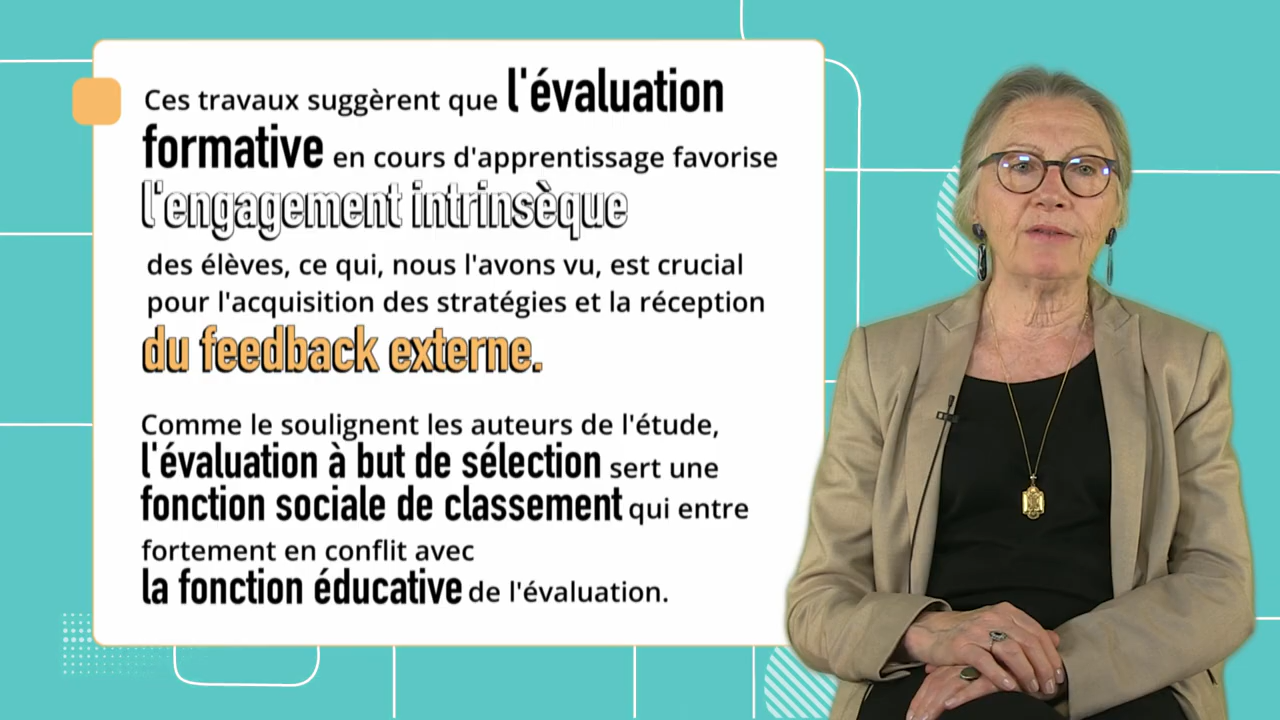 Ces travaux suggèrent que l'évaluation
formative en cours d'apprentissage favorise
l'engagement intrinsèque
des élèves, ce qui, nous l'avons vu, est crucial
pour l'acquisition des stratégies et la réception
du feedback externe.
Comme le soulignent les auteurs de l'étude,
l'évaluation à but de sélection sert une
fonction sociale de classement qui entre
fortement en conflit avec
la fonction éducative de l'évaluation.